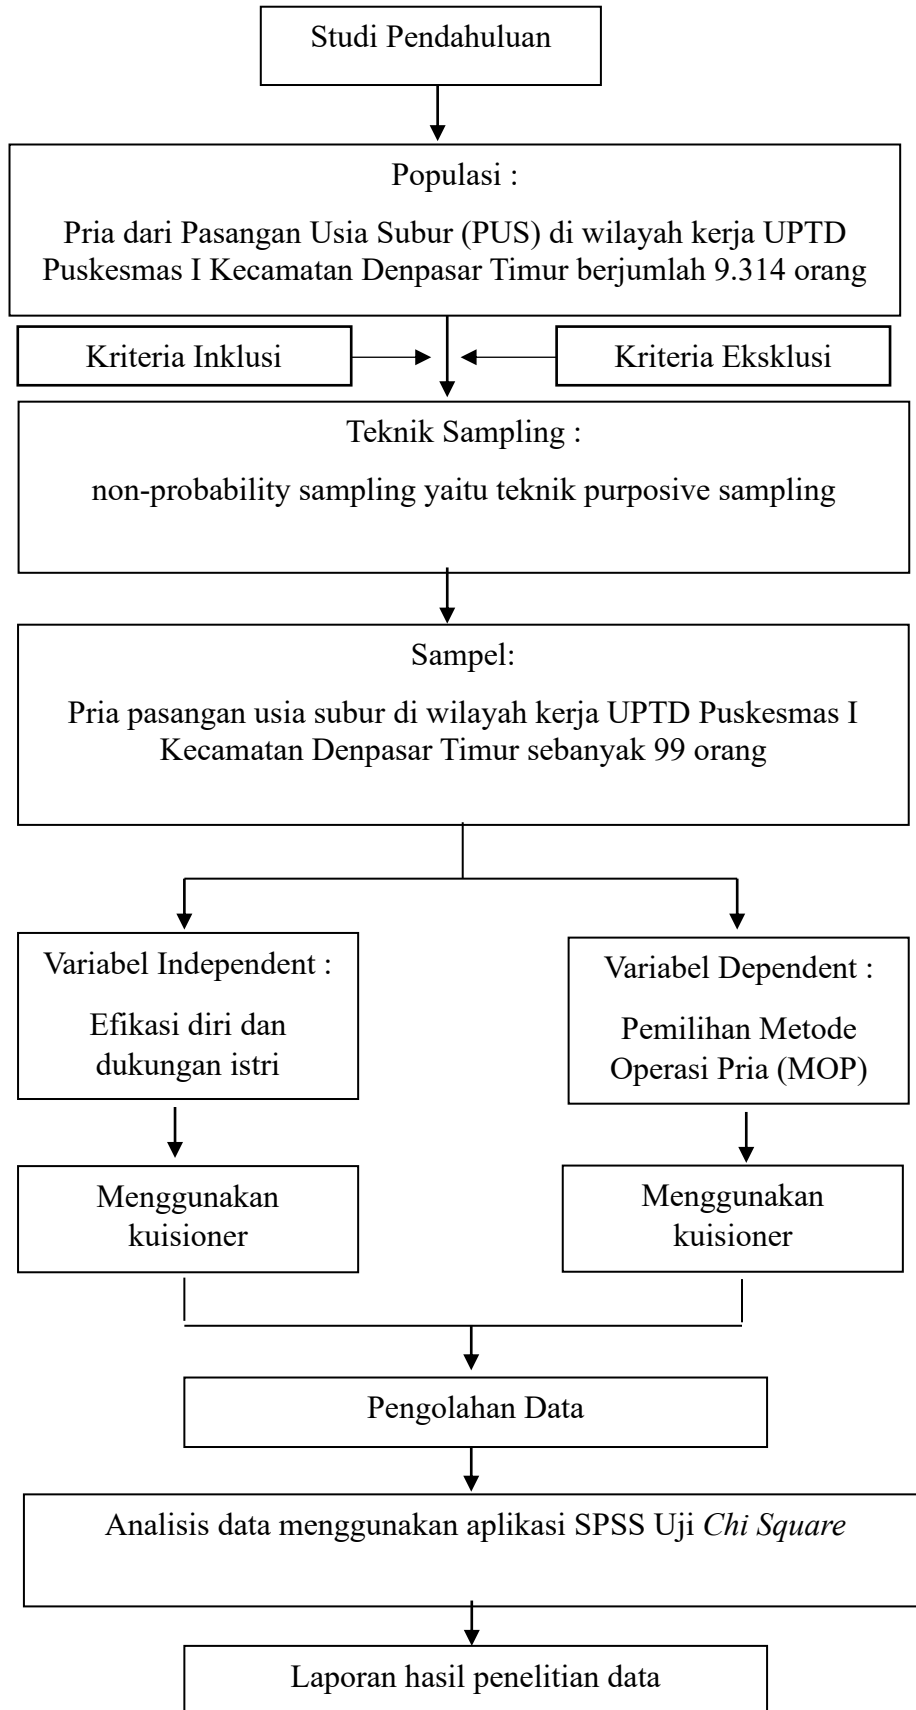 Studi Pendahuluan
Populasi :
Pria dari Pasangan Usia Subur (PUS) di wilayah kerja UPTD
Puskesmas I Kecamatan Denpasar Timur berjumlah 9.314 orang
Kriteria Inklusi
Kriteria Eksklusi
Teknik Sampling :
non-probability sampling yaitu teknik purposive sampling
Sampel:
Pria pasangan usia subur di wilayah kerja UPTD Puskesmas I
Kecamatan Denpasar Timur sebanyak 99 orang
Variabel Independent :
Efikasi diri dan
dukungan istri
Variabel Dependent :
Pemilihan Metode
Operasi Pria (MOP)
Menggunakan
kuisioner
Menggunakan
kuisioner
Pengolahan Data
Analisis data menggunakan aplikasi SPSS Uji Chi Square
Laporan hasil penelitian data